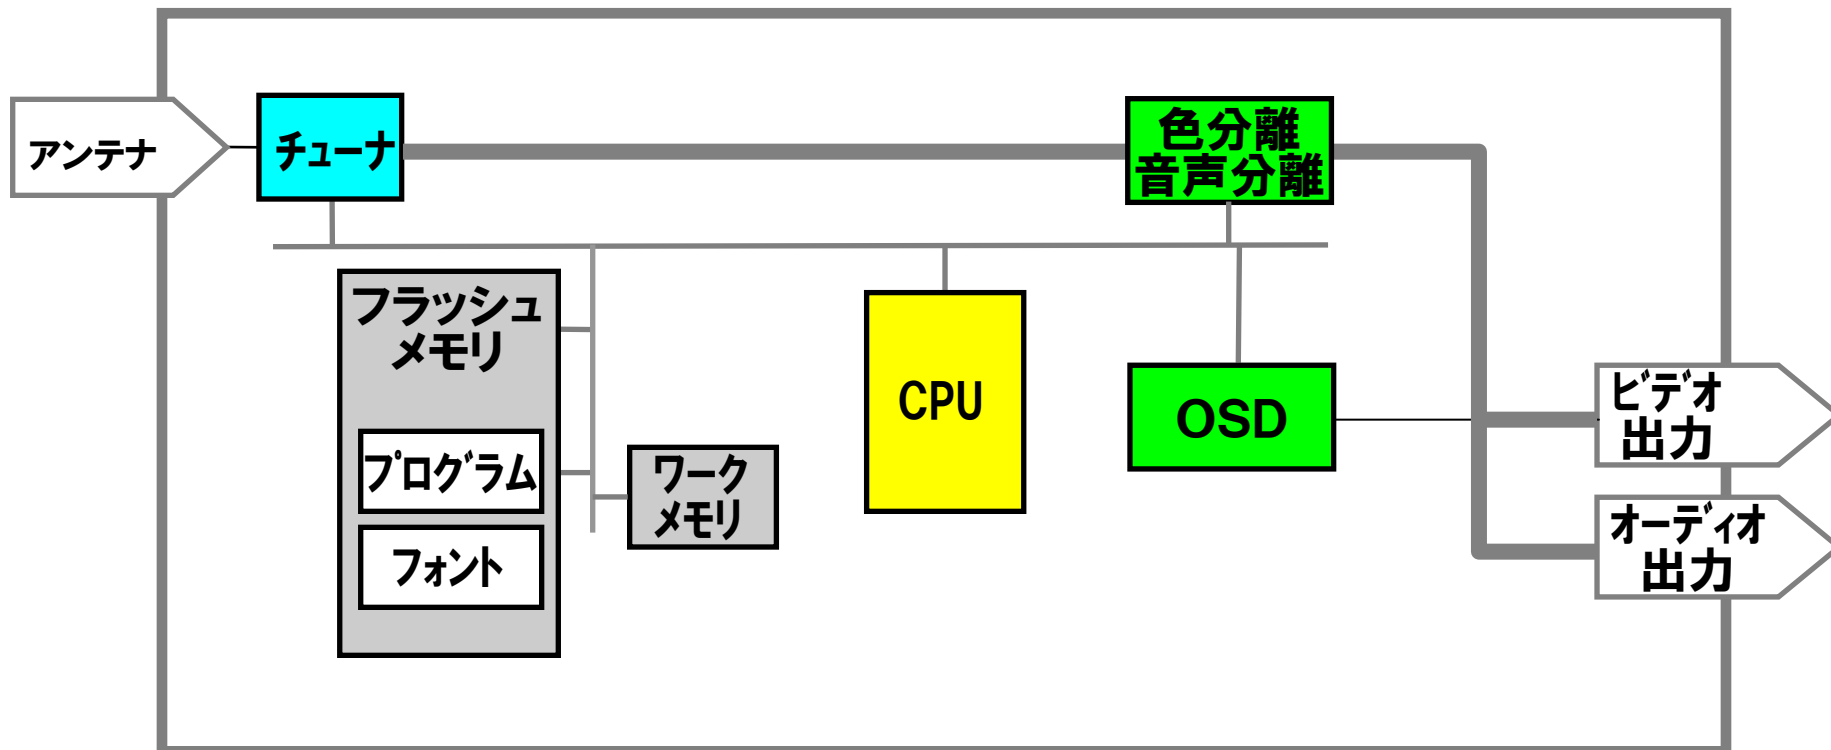 アンテナ
チューナ
色分離
音声分離
フラッシュ
メモリ
プログラム
フォント
ワーク
メモリ
CPU
OSD
ビデオ
出力
オーディオ
出力